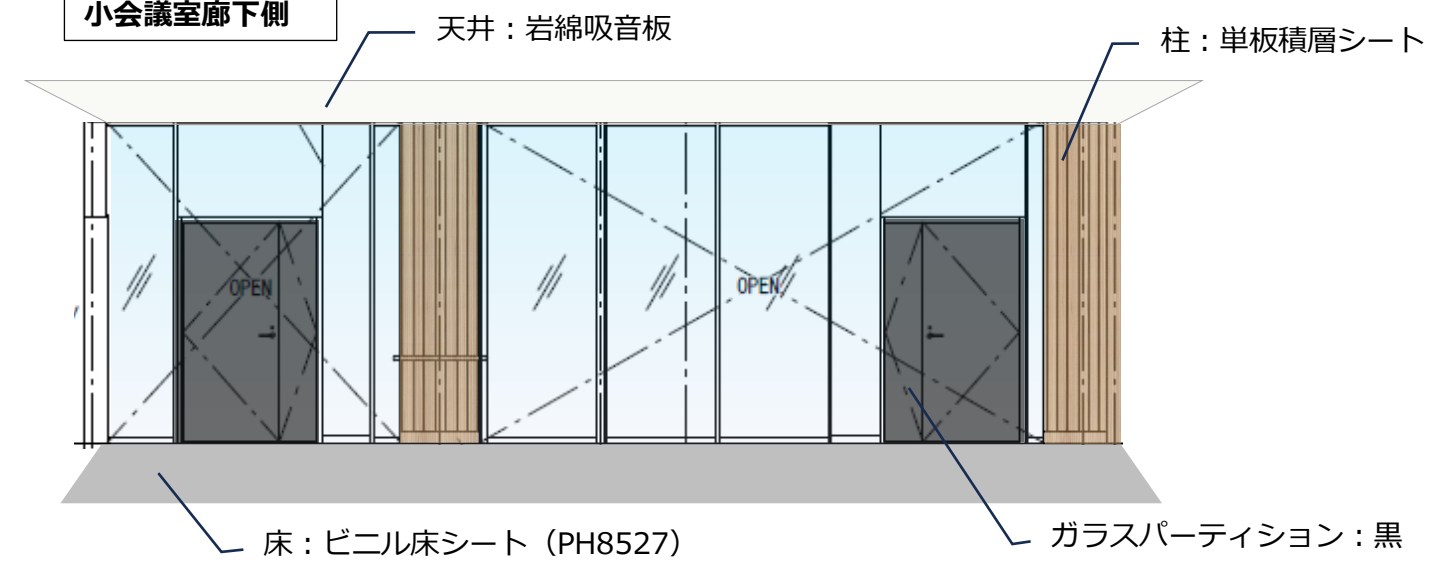 小会議室廊下側
天井：岩綿吸音板
柱：単板積層シート
OPEN
OPEN
床：ビニル床シート（PH8527）
ガラスパーティション：黒